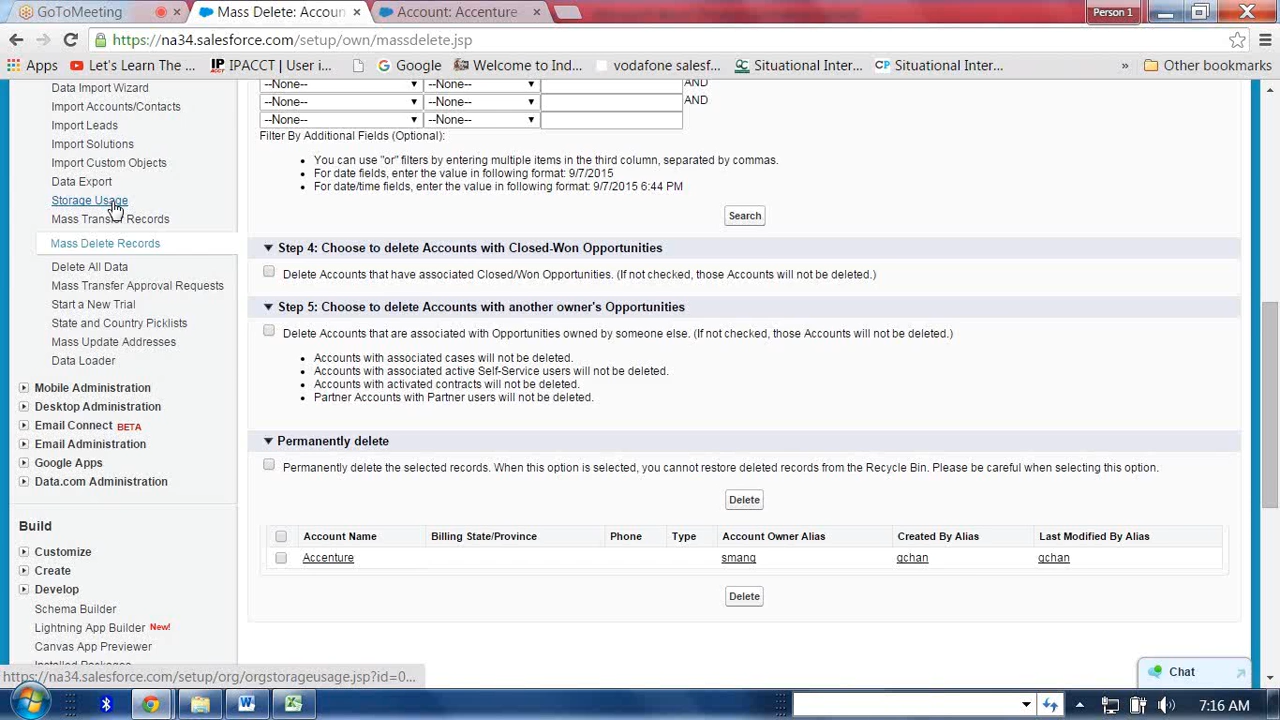 GoToMeeting
Mass Delete: Accoun
Account: Accenture
Person 1
https://na34.salesforce.com/setup/own/massdelete.jsp
Apps
Let's Learn The ...
IPACCT | User i...
Google
Welcome to Ind...
vodafone salesf...
Situational Inter...
CP Situational Inter...
»
Other bookmarks
Data Import Wizard
Import Accounts/Contacts
Import Leads
Import Solutions
Import Custom Objects
Data Export
Storage Usage
Mass Transfer Records
Mass Delete Records
Delete All Data
Mass Transfer Approval Requests
Start a New Trial
State and Country Picklists
Mass Update Addresses
Data Loader
Mobile Administration
Desktop Administration
Email Connect BETA
Email Administration
Google Apps
Data.com Administration
Build
Customize
Create
Develop
Schema Builder
Lightning App Builder New!
Canvas App Previewer
Installed Packages
--None-- --None-- AND
--None-- --None-- AND
--None-- --None--
Filter By Additional Fields (Optional):
• You can use "or" filters by entering multiple items in the third column, separated by commas.
• For date fields, enter the value in following format: 9/7/2015
• For date/time fields, enter the value in following format: 9/7/2015 6:44 PM
Search
Step 4: Choose to delete Accounts with Closed-Won Opportunities
Delete Accounts that have associated Closed/Won Opportunities. (If not checked, those Accounts will not be deleted.)
Step 5: Choose to delete Accounts with another owner's Opportunities
Delete Accounts that are associated with Opportunities owned by someone else. (If not checked, those Accounts will not be deleted.)
• Accounts with associated cases will not be deleted.
• Accounts with associated active Self-Service users will not be deleted.
• Accounts with activated contracts will not be deleted.
• Partner Accounts with Partner users will not be deleted.
Permanently delete
Permanently delete the selected records. When this option is selected, you cannot restore deleted records from the Recycle Bin. Please be careful when selecting this option.
Delete
Account Name Billing State/Province Phone Type Account Owner Alias Created By Alias Last Modified By Alias
Accenture smang gchan gchan
Delete
Chat
https://na34.salesforce.com/setup/org/orgstorageusage.jsp?id=0...
7:16 AM